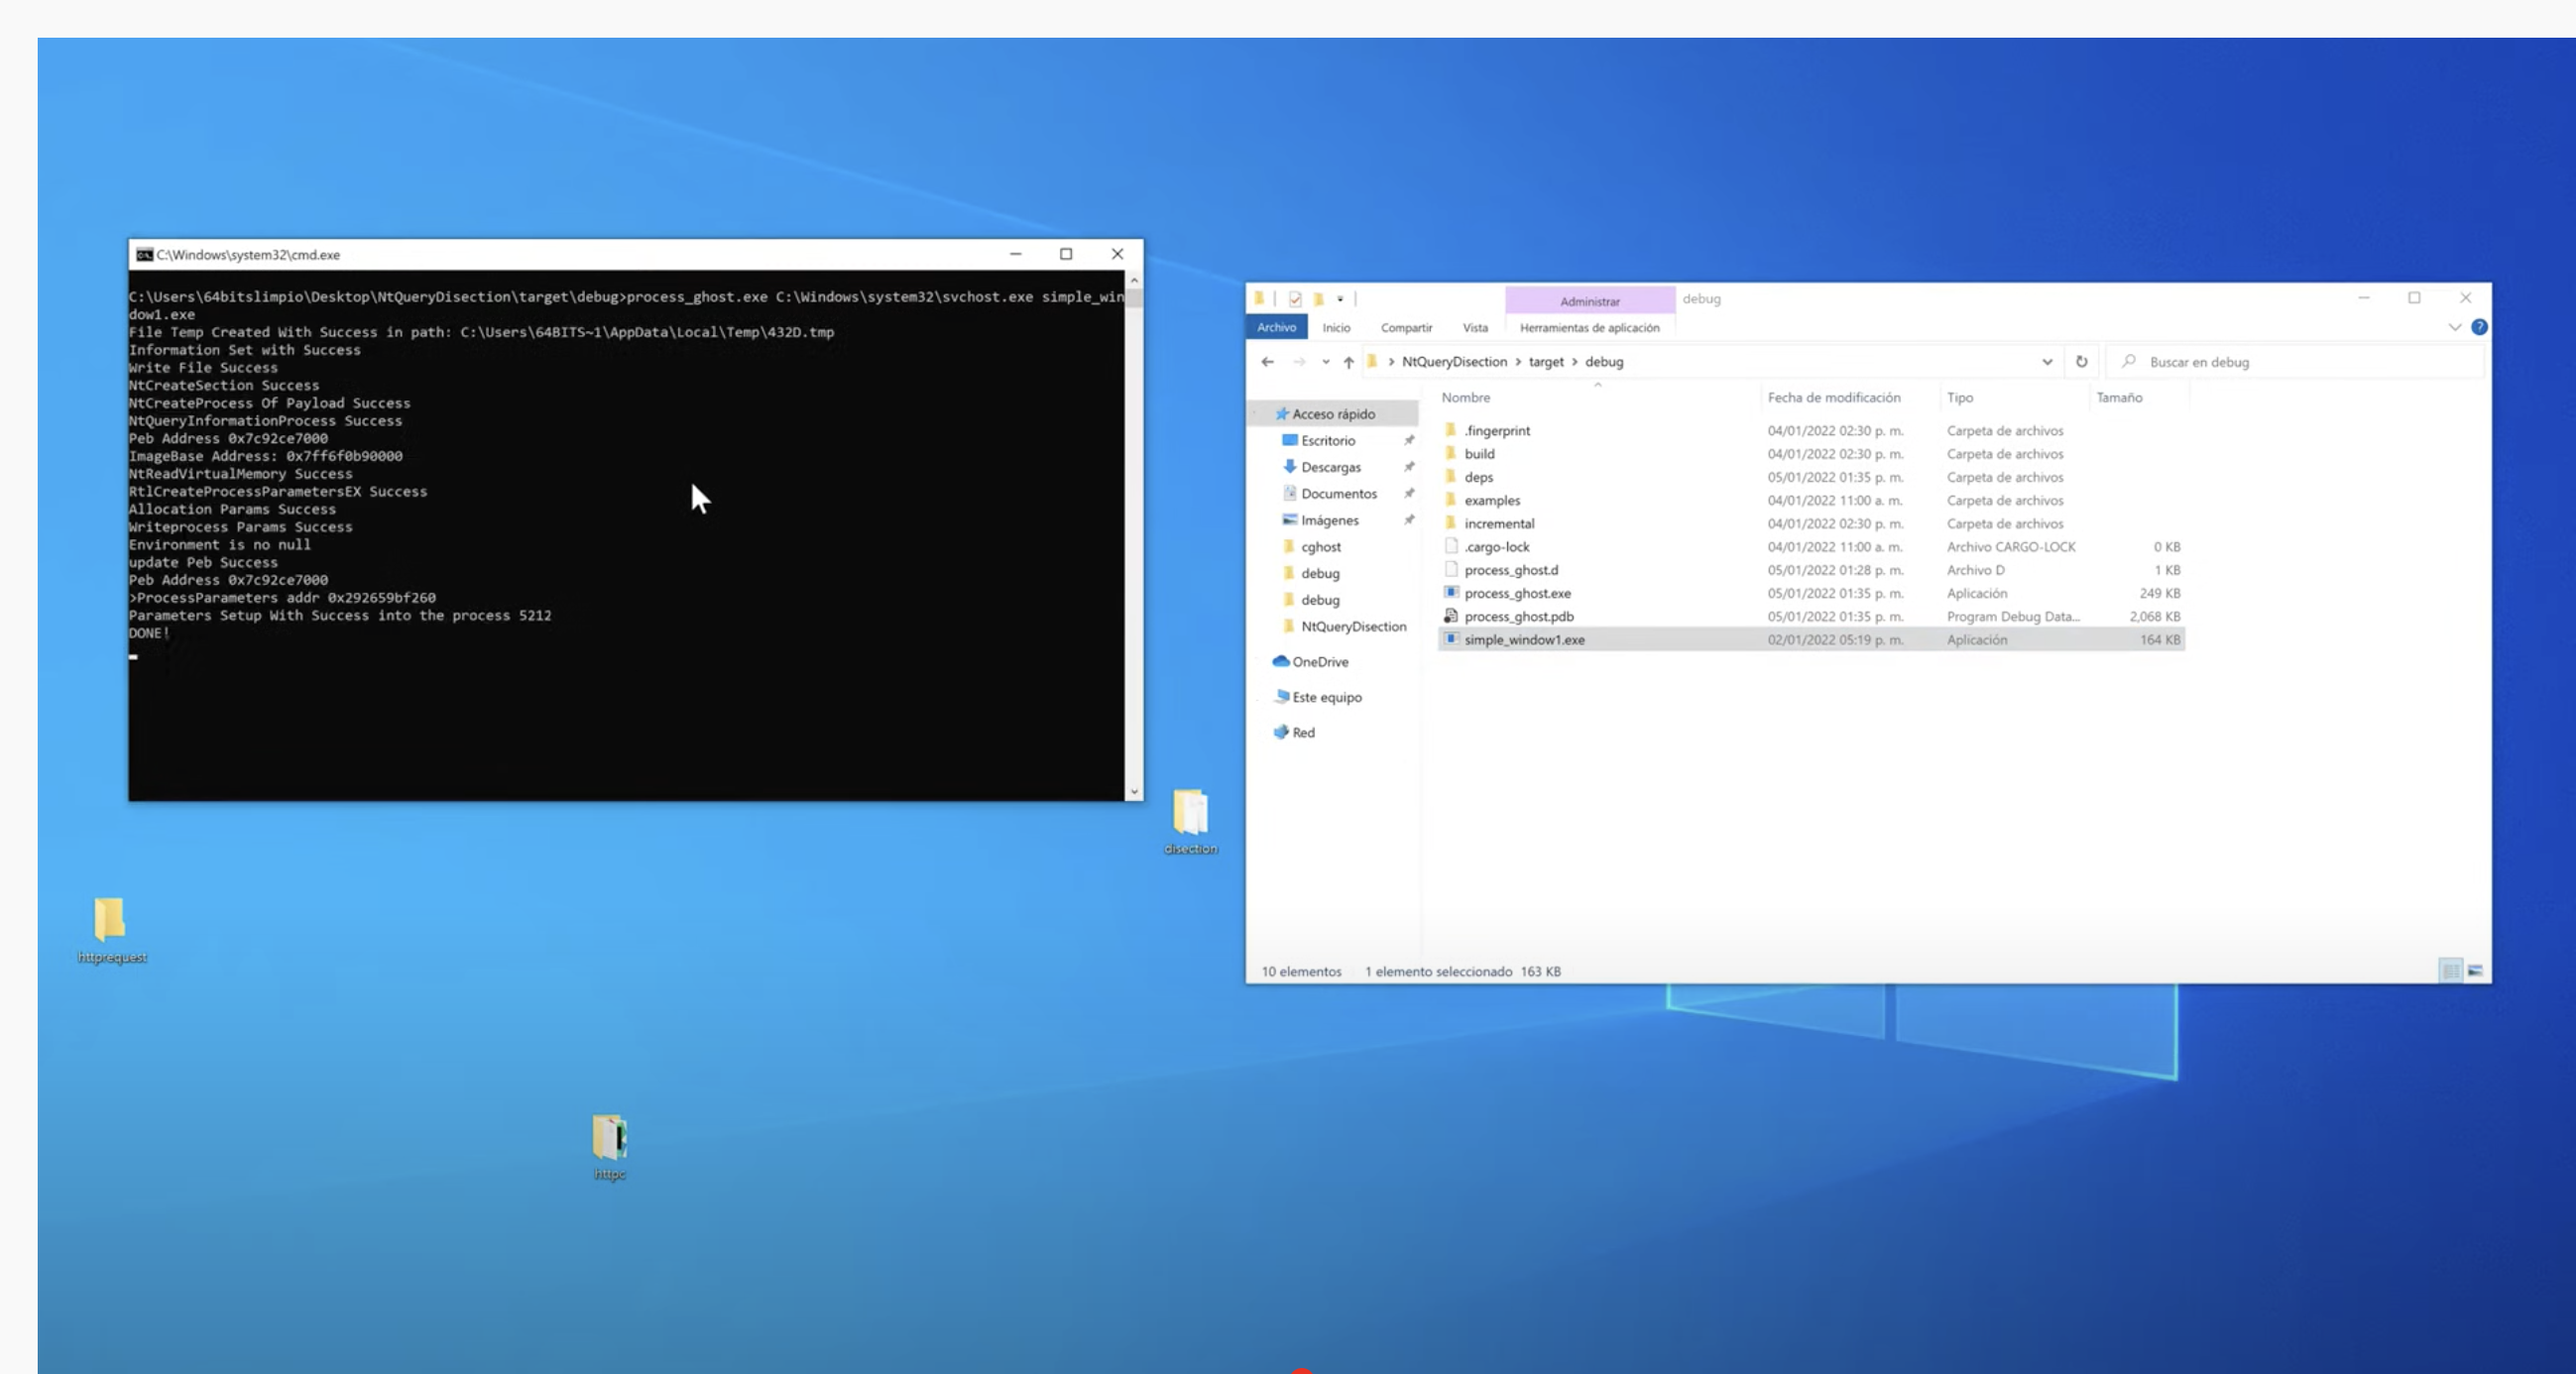 C:\Windows\system32\cmd.exe
C:\Users\64bitslimpio\Desktop\NtQueryDisection\target\debug>process_ghost.exe C:\Windows\system32\svchost.exe simple_win
dow1.exe
File Temp Created With Success in path: C:\Users\64BITS~1\AppData\Local\Temp\432D.tmp
Information Set with Success
Write File Success
NtCreateSection Success
NtCreateProcess Of Payload Success
NtQueryInformationProcess Success
Peb Address 0x7c92ce7000
ImageBase Address: 0x7ff6f0b90000
NtReadVirtualMemory Success
RtlCreateProcessParametersEX Success
Allocation Params Success
Writeprocess Params Success
Environment is no null
update Peb Success
Peb Address 0x7c92ce7000
>ProcessParameters addr 0x292659bf260
Parameters Setup With Success into the process 5212
DONE!
disection
httprequest
httpc
Administrar debug
Archivo Inicio Compartir Vista Herramientas de aplicación
NtQueryDisection > target > debug Buscar en debug
Acceso rápido
Escritorio
Descargas
Documentos
Imágenes
cghost
debug
debug
NtQueryDisection
OneDrive
Este equipo
Red
Nombre Fecha de modificación Tipo Tamaño
.fingerprint 04/01/2022 02:30 p. m. Carpeta de archivos
build 04/01/2022 02:30 p. m. Carpeta de archivos
deps 05/01/2022 01:35 p. m. Carpeta de archivos
examples 04/01/2022 11:00 a. m. Carpeta de archivos
incremental 04/01/2022 02:30 p. m. Carpeta de archivos
.cargo-lock 04/01/2022 11:00 a. m. Archivo CARGO-LOCK 0 KB
process_ghost.d 05/01/2022 01:28 p. m. Archivo D 1 KB
process_ghost.exe 05/01/2022 01:35 p. m. Aplicación 249 KB
process_ghost.pdb 05/01/2022 01:35 p. m. Program Debug Data... 2,068 KB
simple_window1.exe 02/01/2022 05:19 p. m. Aplicación 164 KB
10 elementos 1 elemento seleccionado 163 KB